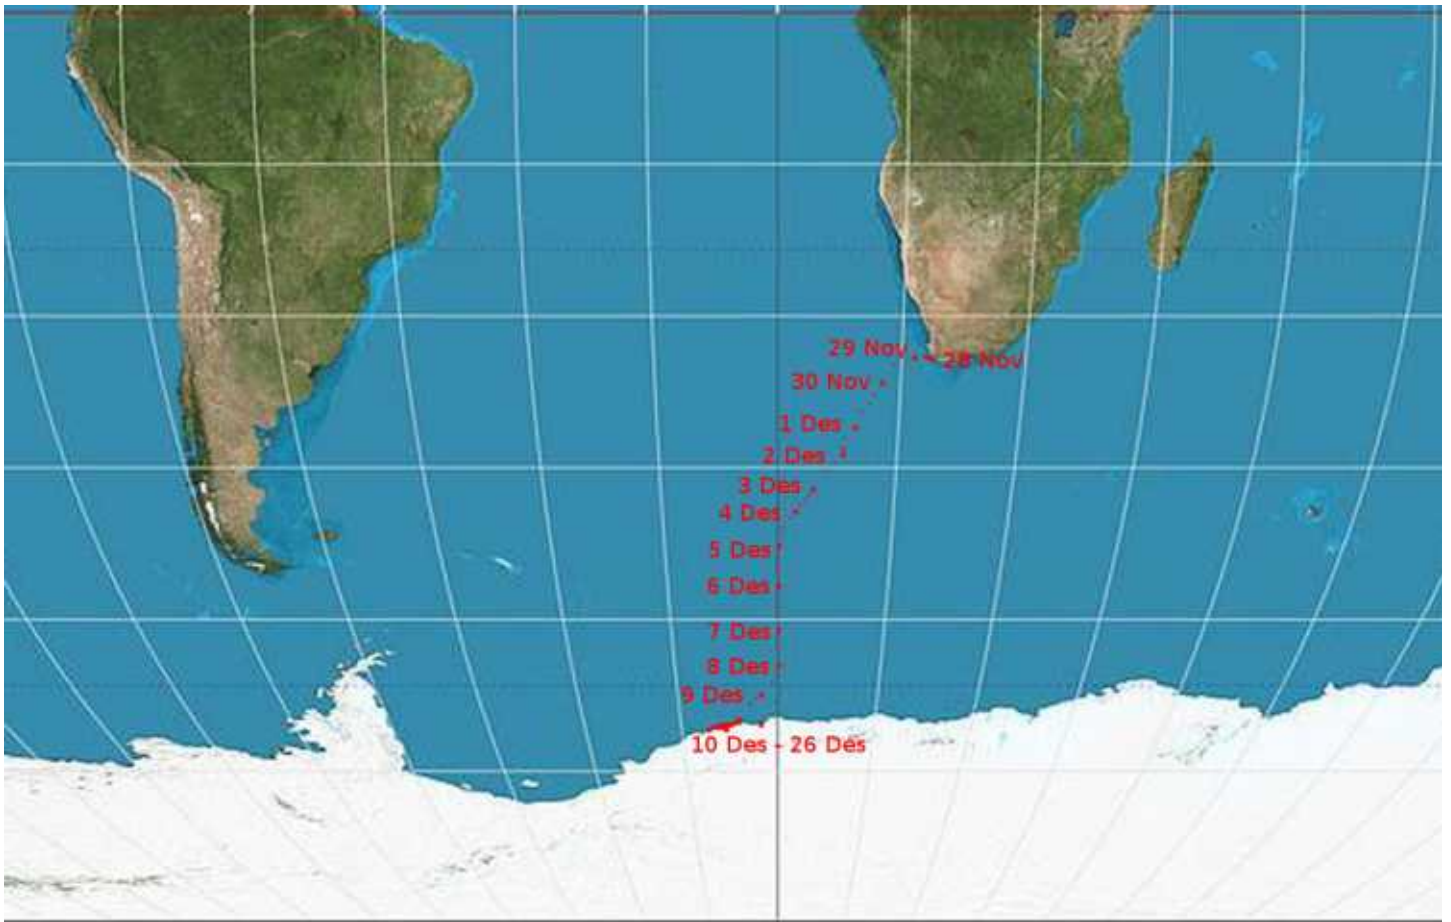 29 Nov
28 Nov
30 Nov
1 Des
2 Des
3 Des
4 Des
5 Des
6 Des
7 Des
8 Des
9 Des
10 Des - 26 Des